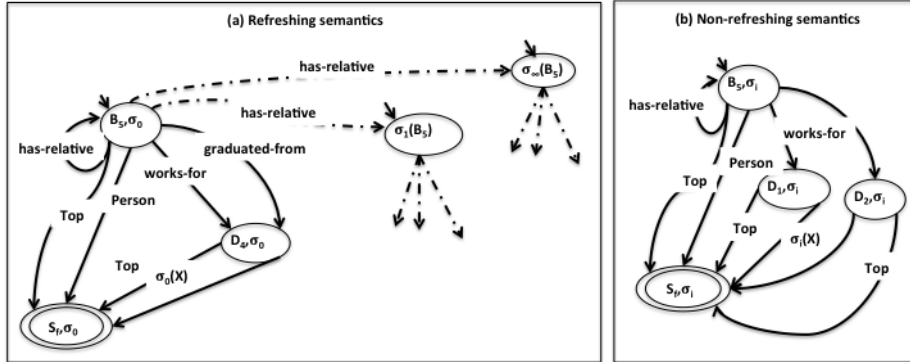 (a) Refreshing semantics
has-relative
σ∞(B₅)
B₅,σ₀
has-relative
σ₁(B₅)
has-relative
graduated-from
works-for
Person
Top
D₄,σ₀
Top
σ₀(X)
S_f,σ₀
(b) Non-refreshing semantics
B₅,σᵢ
has-relative
works-for
Person
Top
D₁,σᵢ
D₂,σᵢ
Top
σᵢ(X)
Top
S_f,σᵢ